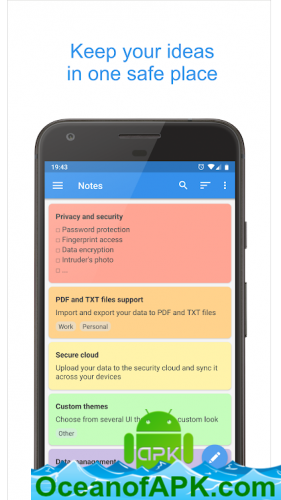 Keep your ideas
in one safe place
19:43
Notes
Privacy and security
□ Password protection
□ Fingerprint access
□ Data encryption
□ Intruder's photo
□ ...
PDF and TXT files support
Import and export your data to PDF and TXT files
Work Personal
Secure cloud
Upload your data to the security cloud and sync it
across your devices
Custom themes
Choose from several UI the custom look
Other
Data management
APK
OceanofAPK.com